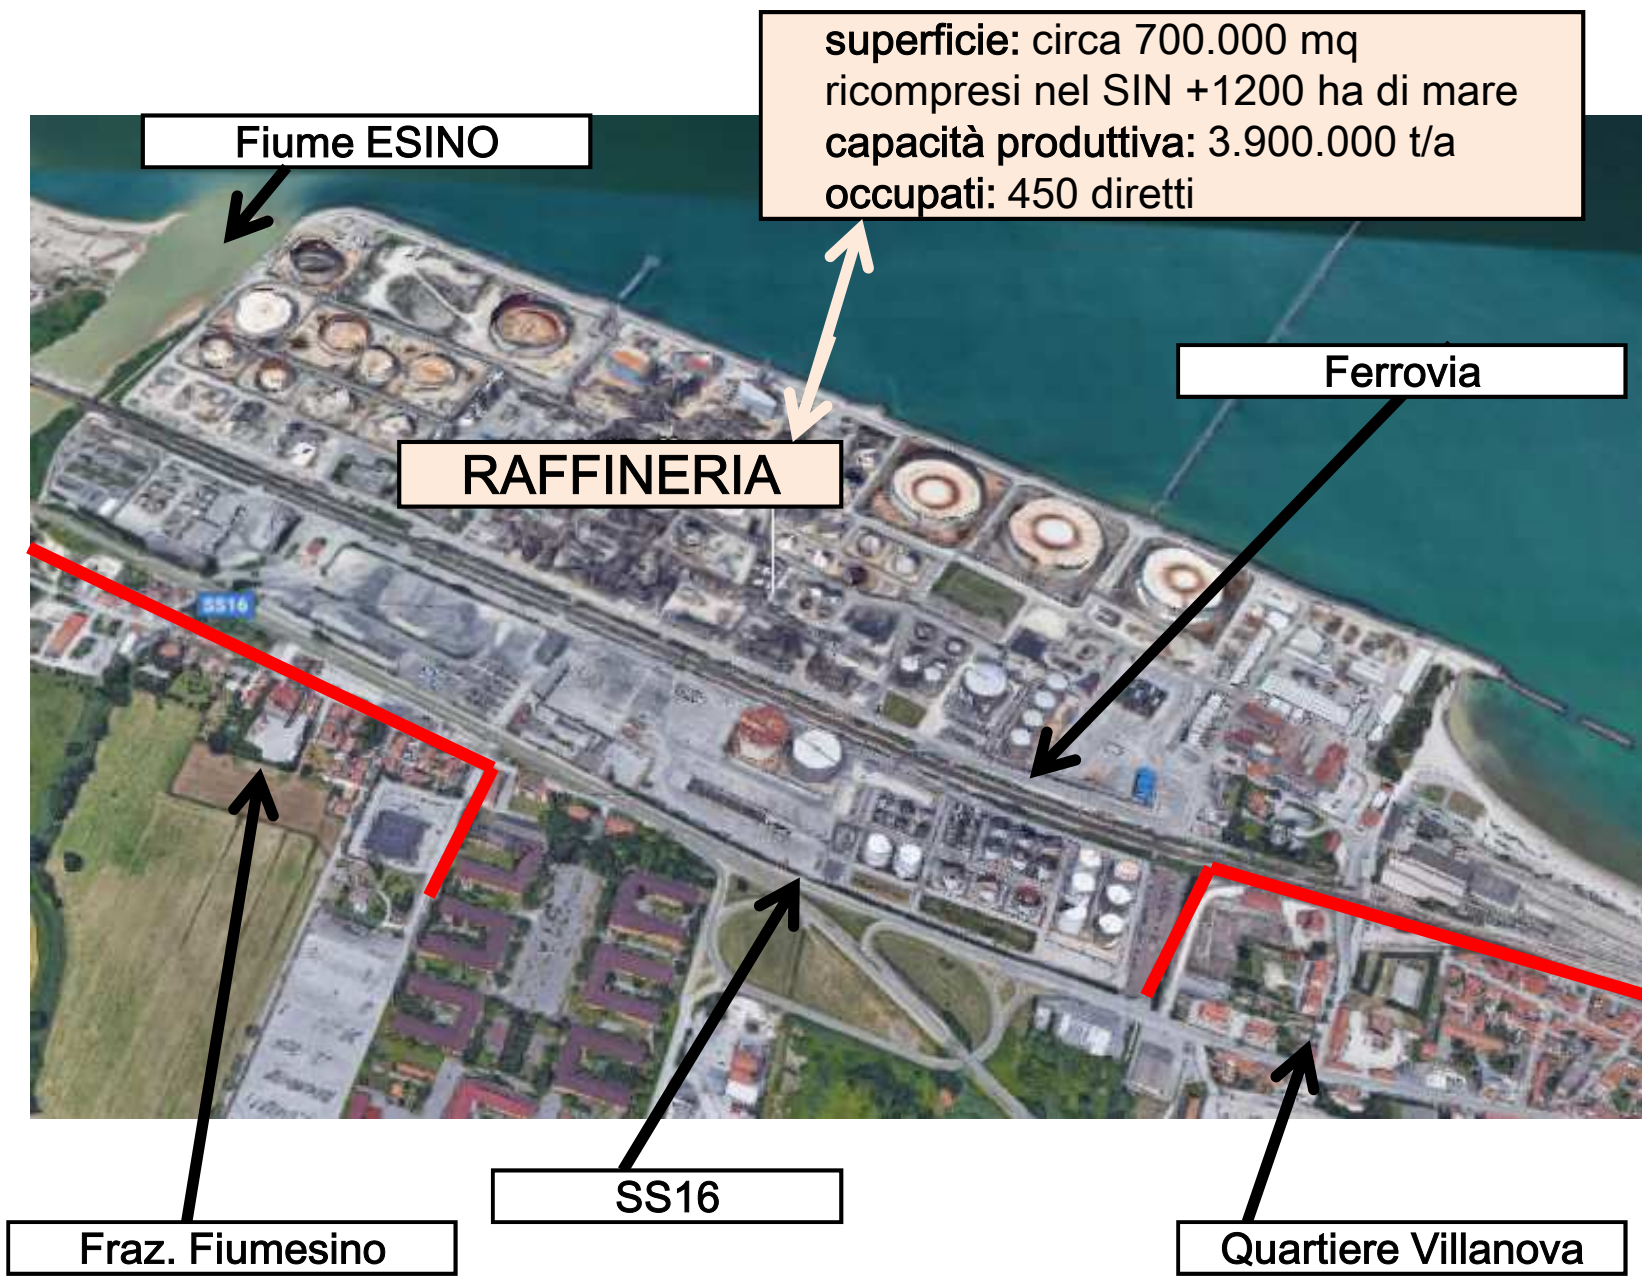 superficie: circa 700.000 mq
ricompresi nel SIN +1200 ha di mare
capacità produttiva: 3.900.000 t/a
occupati: 450 diretti
Fiume ESINO
Ferrovia
RAFFINERIA
SS16
SS16
Fraz. Fiumesino
Quartiere Villanova